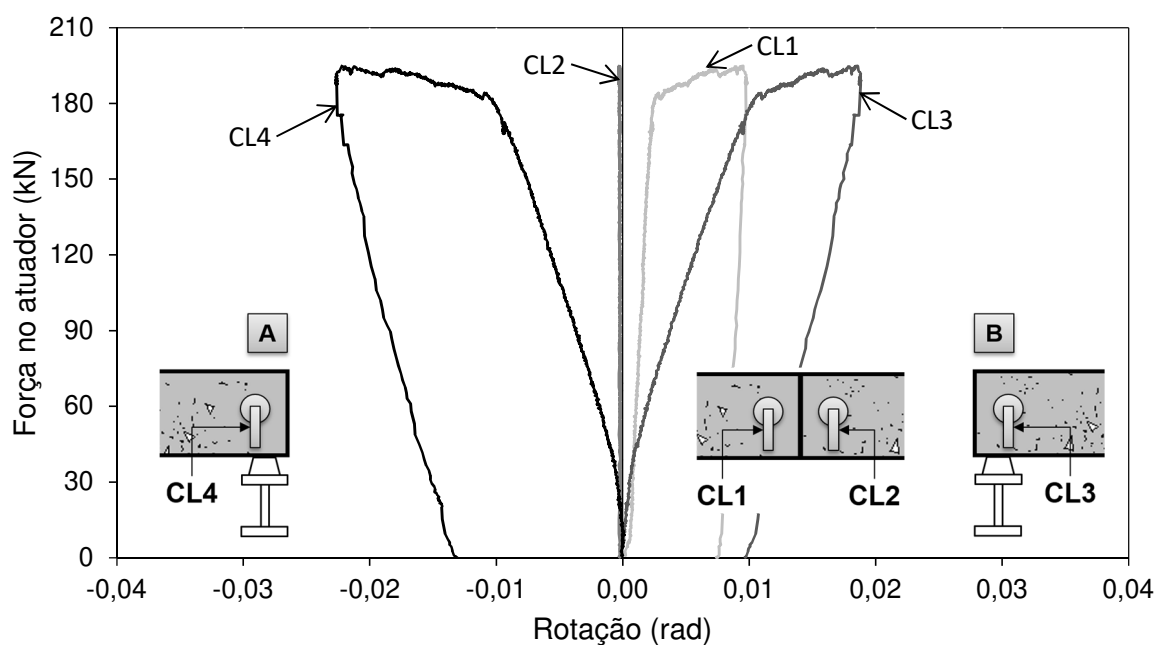 Força no atuador (kN)
210
180
150
120
90
60
30
0
CL2
CL1
CL4
CL3
A
B
CL4
CL1
CL2
CL3
-0,04
-0,03
-0,02
-0,01
0,00
0,01
0,02
0,03
0,04
Rotação (rad)